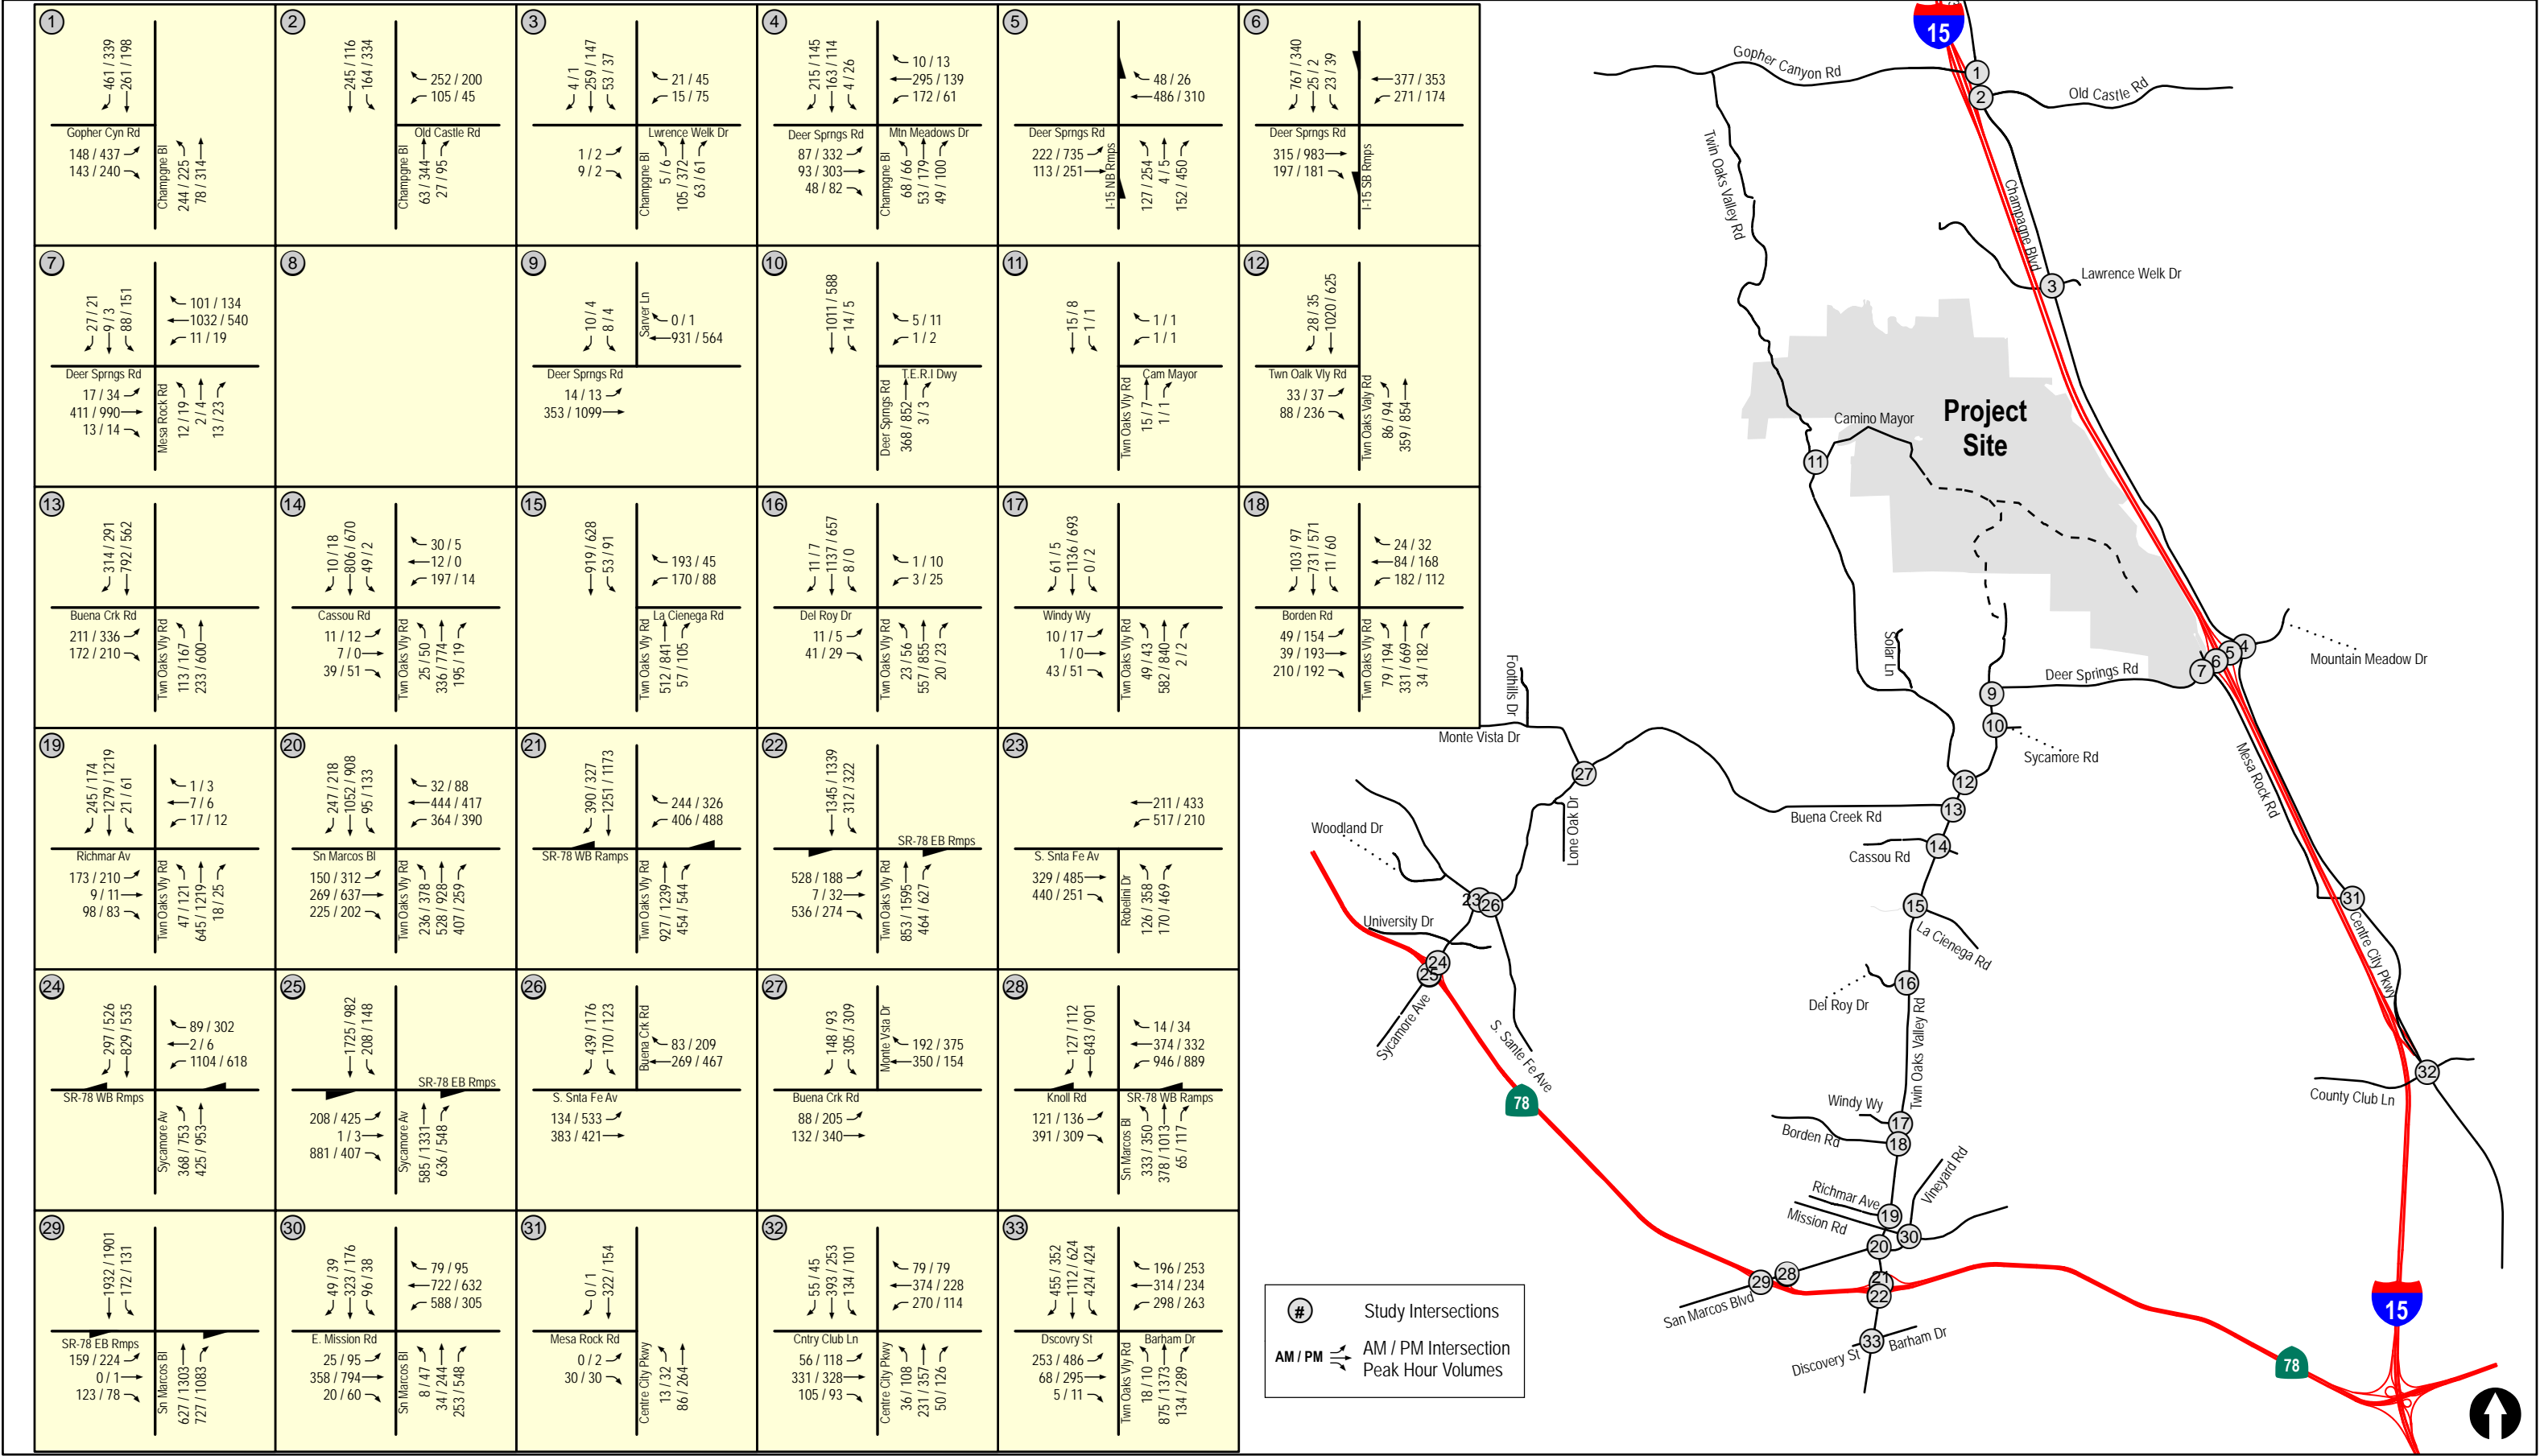 1
461 / 339
261 / 198
Gopher Cyn Rd
148 / 437
143 / 240
Champgne Bl
244 / 225
78 / 314
2
245 / 116
164 / 334
252 / 200
105 / 45
Old Castle Rd
Champgne Bl
63 / 344
27 / 95
3
4 / 1
259 / 147
53 / 37
21 / 45
15 / 75
Lwrence Welk Dr
1 / 2
9 / 2
Champgne Bl
5 / 6
105 / 372
63 / 61
4
215 / 145
163 / 114
4 / 26
10 / 13
295 / 139
172 / 61
Deer Sprngs Rd
Mtn Meadows Dr
87 / 332
93 / 303
48 / 82
Champgne Bl
68 / 66
53 / 179
49 / 100
5
48 / 26
486 / 310
Deer Sprngs Rd
222 / 735
113 / 251
I-15 NB Rmps
127 / 254
4 / 5
152 / 450
6
767 / 340
25 / 2
23 / 39
377 / 353
271 / 174
Deer Sprngs Rd
315 / 983
197 / 181
I-15 SB Rmps
7
27 / 21
9 / 3
88 / 151
101 / 134
1032 / 540
11 / 19
Deer Sprngs Rd
17 / 34
411 / 990
13 / 14
Mesa Rock Rd
12 / 19
2 / 4
13 / 23
8
9
10 / 4
8 / 4
Sarver Ln
0 / 1
931 / 564
Deer Sprngs Rd
14 / 13
353 / 1099
10
1011 / 588
14 / 5
5 / 11
1 / 2
T.E.R.I Dwy
Deer Sprngs Rd
368 / 852
3 / 3
11
15 / 8
1 / 1
1 / 1
1 / 1
Cam Mayor
Twn Oaks Vly Rd
15 / 7
1 / 1
12
28 / 35
1020 / 625
Twn Oalk Vly Rd
33 / 37
88 / 236
Twn Oaks Valy Rd
86 / 94
359 / 854
13
314 / 291
792 / 562
Buena Crk Rd
211 / 336
172 / 210
Twn Oaks Vly Rd
113 / 167
233 / 600
14
10 / 18
806 / 670
49 / 2
30 / 5
12 / 0
197 / 14
Cassou Rd
11 / 12
7 / 0
39 / 51
Twn Oaks Vly Rd
25 / 50
336 / 774
195 / 19
15
919 / 628
53 / 91
193 / 45
170 / 88
La Cienega Rd
Twn Oaks Vly Rd
512 / 841
57 / 105
16
11 / 7
1137 / 657
8 / 0
1 / 10
3 / 25
Del Roy Dr
11 / 5
41 / 29
Twn Oaks Vly Rd
23 / 56
557 / 855
20 / 23
17
61 / 5
1136 / 693
0 / 2
Windy Wy
10 / 17
1 / 0
43 / 51
Twn Oaks Vly Rd
49 / 43
582 / 840
2 / 2
18
103 / 97
731 / 571
11 / 60
24 / 32
84 / 168
182 / 112
Borden Rd
49 / 154
39 / 193
210 / 192
Twn Oaks Vly Rd
79 / 194
331 / 669
34 / 182
19
245 / 174
1279 / 1219
21 / 61
1 / 3
7 / 6
17 / 12
Richmar Av
173 / 210
9 / 11
98 / 83
Twn Oaks Vly Rd
47 / 121
645 / 1219
18 / 25
20
247 / 218
1052 / 908
95 / 133
32 / 88
444 / 417
364 / 390
Sn Marcos Bl
150 / 312
269 / 637
225 / 202
Twn Oaks Vly Rd
236 / 378
528 / 928
407 / 259
21
390 / 327
1251 / 1173
244 / 326
406 / 488
SR-78 WB Ramps
Twn Oaks Vly Rd
927 / 1239
454 / 544
22
1345 / 1339
312 / 322
SR-78 EB Rmps
528 / 188
7 / 32
536 / 274
Twn Oaks Vly Rd
853 / 1595
464 / 627
23
211 / 433
517 / 210
S. Snta Fe Av
329 / 485
440 / 251
Robelini Dr
126 / 358
170 / 469
24
297 / 526
829 / 535
89 / 302
2 / 6
1104 / 618
SR-78 WB Rmps
Sycamore Av
368 / 753
425 / 953
25
1725 / 982
208 / 148
SR-78 EB Rmps
208 / 425
1 / 3
881 / 407
Sycamore Av
585 / 1331
636 / 548
26
439 / 176
170 / 123
Buena Crk Rd
83 / 209
269 / 467
S. Snta Fe Av
134 / 533
383 / 421
27
148 / 93
305 / 309
Monte Vsta Dr
192 / 375
350 / 154
Buena Crk Rd
88 / 205
132 / 340
28
127 / 112
843 / 901
14 / 34
374 / 332
946 / 889
Knoll Rd
SR-78 WB Ramps
121 / 136
391 / 309
Sn Marcos Bl
333 / 350
378 / 1013
65 / 117
29
1932 / 1901
172 / 131
SR-78 EB Rmps
159 / 224
0 / 1
123 / 78
Sn Marcos Bl
627 / 1303
727 / 1083
30
49 / 39
323 / 176
96 / 38
79 / 95
722 / 632
588 / 305
E. Mission Rd
25 / 95
358 / 794
20 / 60
Sn Marcos Bl
8 / 47
34 / 244
253 / 548
31
0 / 1
322 / 154
Mesa Rock Rd
0 / 2
30 / 30
Centre City Pkwy
13 / 32
86 / 264
32
55 / 45
393 / 253
134 / 101
79 / 79
374 / 228
270 / 114
Cntry Club Ln
56 / 118
331 / 328
105 / 93
Centre City Pkwy
36 / 108
231 / 357
50 / 126
33
455 / 352
1112 / 624
424 / 424
196 / 253
314 / 234
298 / 263
Dscovry St
Barham Dr
253 / 486
68 / 295
5 / 11
Twn Oaks Vly Rd
18 / 10
875 / 1373
134 / 289
15
Gopher Canyon Rd
1
2
Old Castle Rd
Twin Oaks Valley Rd
Champagne Blvd
Lawrence Welk Dr
3
Project
Site
Camino Mayor
11
Solar Ln
Deer Springs Rd
4
5
6
7
Mountain Meadow Dr
9
10
Sycamore Rd
Mesa Rock Rd
Foothills Dr
Monte Vista Dr
27
12
13
Buena Creek Rd
Lone Oak Dr
Woodland Dr
Cassou Rd
14
23
26
University Dr
15
La Cienega Rd
31
Centre City Pkwy
24
25
16
Del Roy Dr
Sycamore Ave
S. Sante Fe Ave
Twin Oaks Valley Rd
78
32
County Club Ln
Windy Wy
17
Borden Rd
18
Vineyard Rd
Richmar Ave
19
Mission Rd
30
20
28
29
21
22
San Marcos Blvd
15
33
Barham Dr
Discovery St
78
# Study Intersections
AM / PM AM / PM Intersection
Peak Hour Volumes